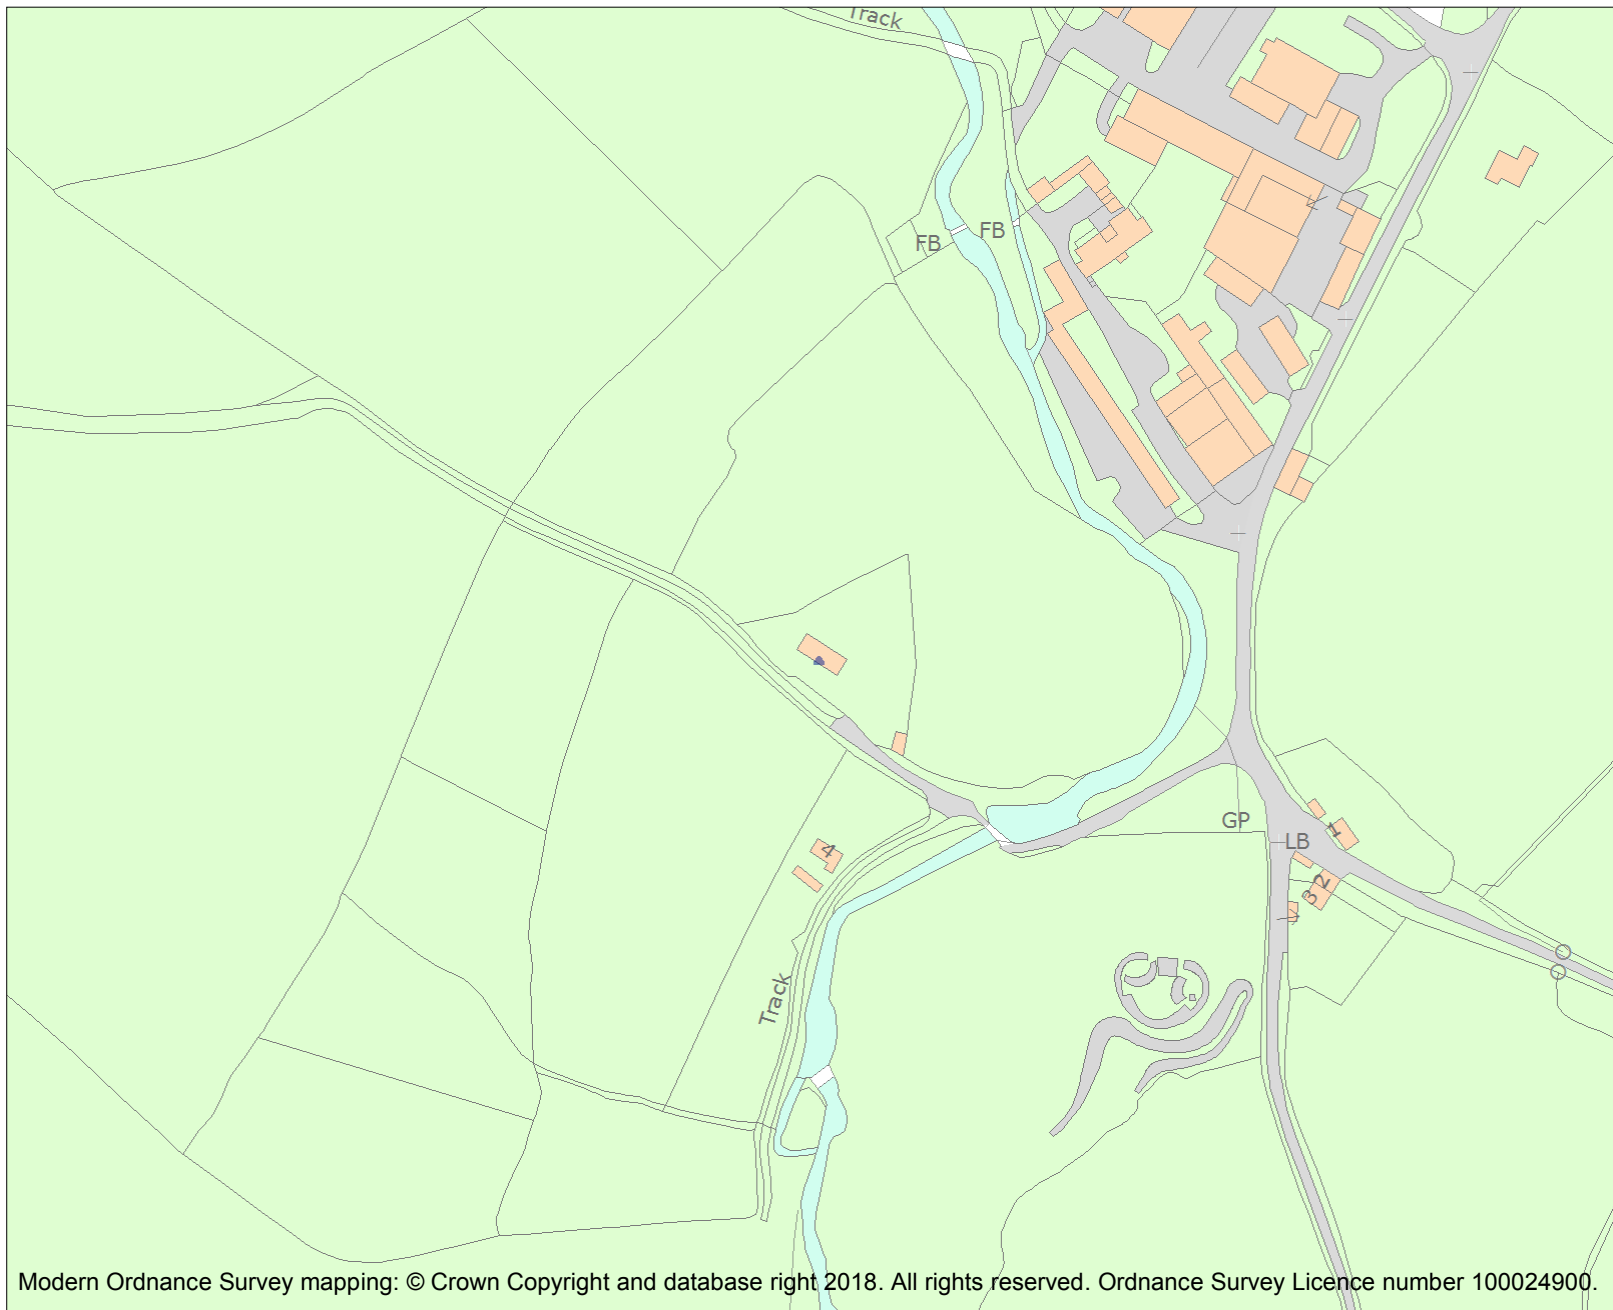 Track
FB
FB
GP
LB
1
2
3
4
Track
Modern Ordnance Survey mapping: © Crown Copyright and database right 2018. All rights reserved. Ordnance Survey Licence number 100024900.